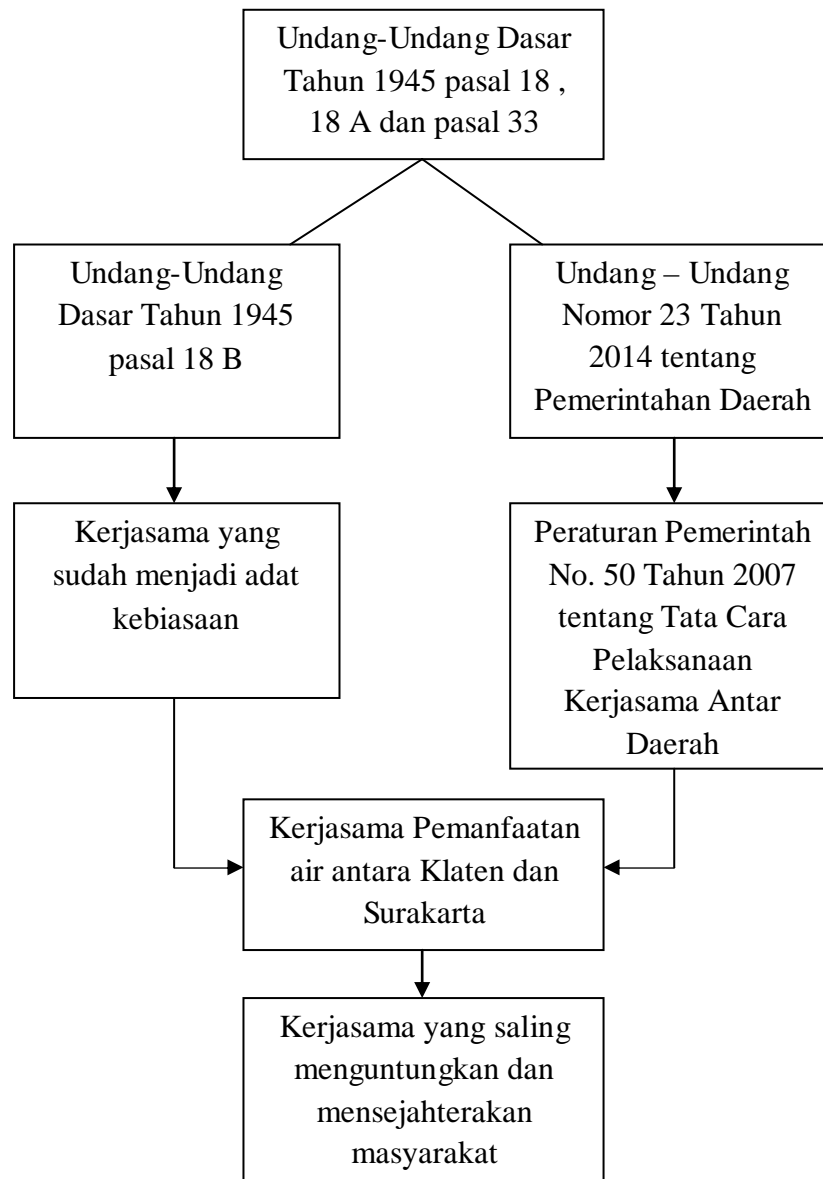 Undang-Undang Dasar
Tahun 1945 pasal 18 ,
18 A dan pasal 33
Undang-Undang
Dasar Tahun 1945
pasal 18 B
Undang – Undang
Nomor 23 Tahun
2014 tentang
Pemerintahan Daerah
Kerjasama yang
sudah menjadi adat
kebiasaan
Peraturan Pemerintah
No. 50 Tahun 2007
tentang Tata Cara
Pelaksanaan
Kerjasama Antar
Daerah
Kerjasama Pemanfaatan
air antara Klaten dan
Surakarta
Kerjasama yang saling
menguntungkan dan
mensejahterakan
masyarakat